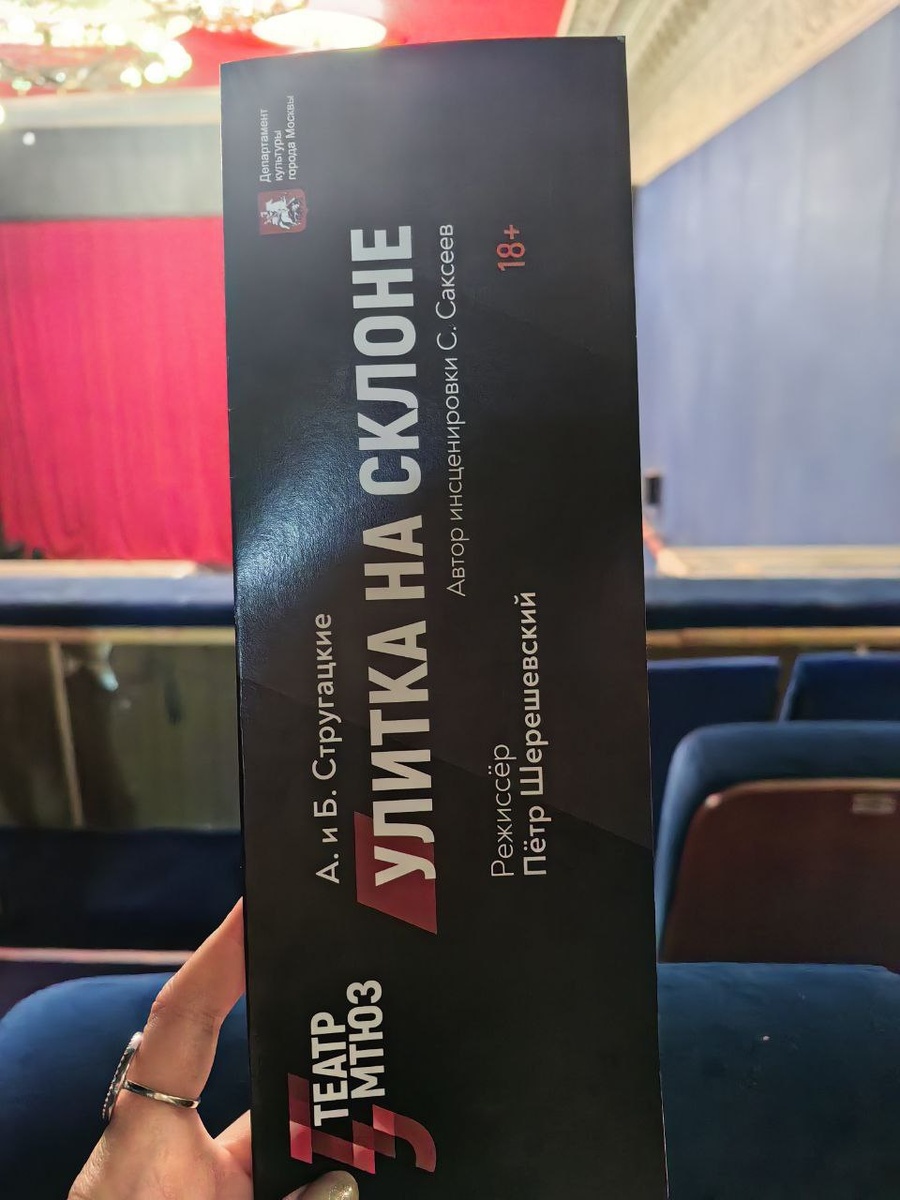 ТЕАТР
МТЮЗ
А. и Б. Стругацкие
УЛИТКА НА СКЛОНЕ
Автор инсценировки С. Саксеев
Режиссёр
Пётр Шерешевский
18+
Департамент
культуры
города Москвы